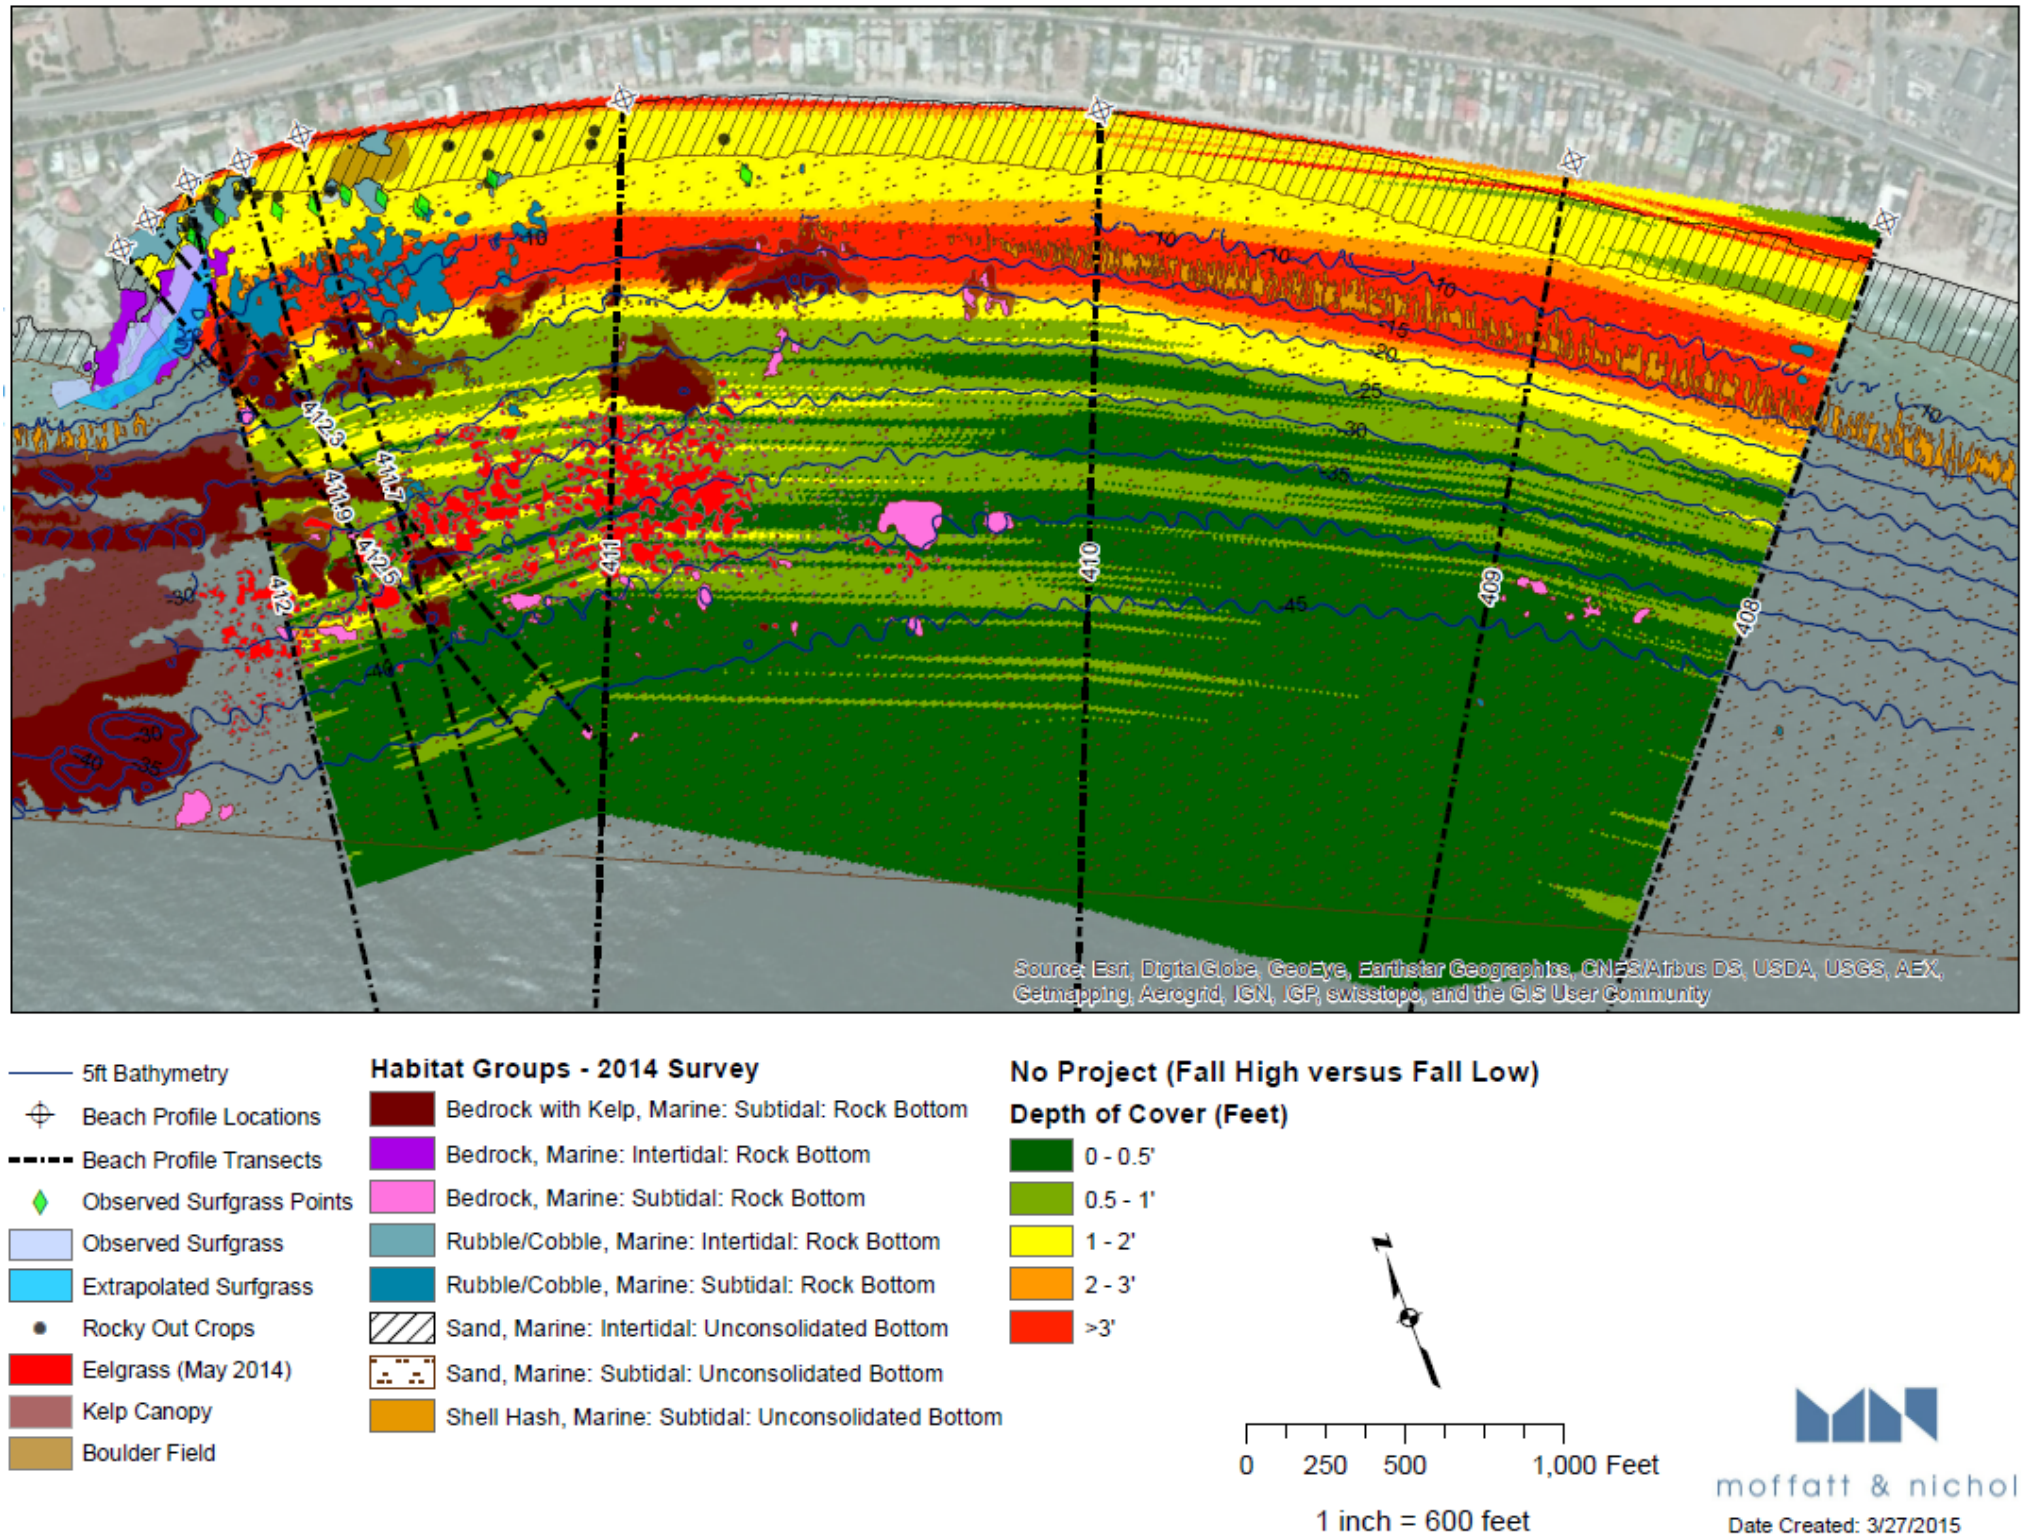 -10
-10
-10
-10
-15
-20
-25
-30
-35
-10
10
412.3
411.7
411.9
412.5
412
411
410
409
408
-30
-40
-45
-30
-40
-35
Source: Esri, DigitalGlobe, GeoEye, Earthstar Geographics, CNES/Airbus DS, USDA, USGS, AEX,
Getmapping, Aerogrid, IGN, IGP, swisstopo, and the GIS User Community
5ft Bathymetry
Beach Profile Locations
Beach Profile Transects
Observed Surfgrass Points
Observed Surfgrass
Extrapolated Surfgrass
Rocky Out Crops
Eelgrass (May 2014)
Kelp Canopy
Boulder Field
Habitat Groups - 2014 Survey
Bedrock with Kelp, Marine: Subtidal: Rock Bottom
Bedrock, Marine: Intertidal: Rock Bottom
Bedrock, Marine: Subtidal: Rock Bottom
Rubble/Cobble, Marine: Intertidal: Rock Bottom
Rubble/Cobble, Marine: Subtidal: Rock Bottom
Sand, Marine: Intertidal: Unconsolidated Bottom
Sand, Marine: Subtidal: Unconsolidated Bottom
Shell Hash, Marine: Subtidal: Unconsolidated Bottom
No Project (Fall High versus Fall Low)
Depth of Cover (Feet)
0 - 0.5'
0.5 - 1'
1 - 2'
2 - 3'
>3'
N
0 250 500 1,000 Feet
1 inch = 600 feet
moffatt & nichol
Date Created: 3/27/2015